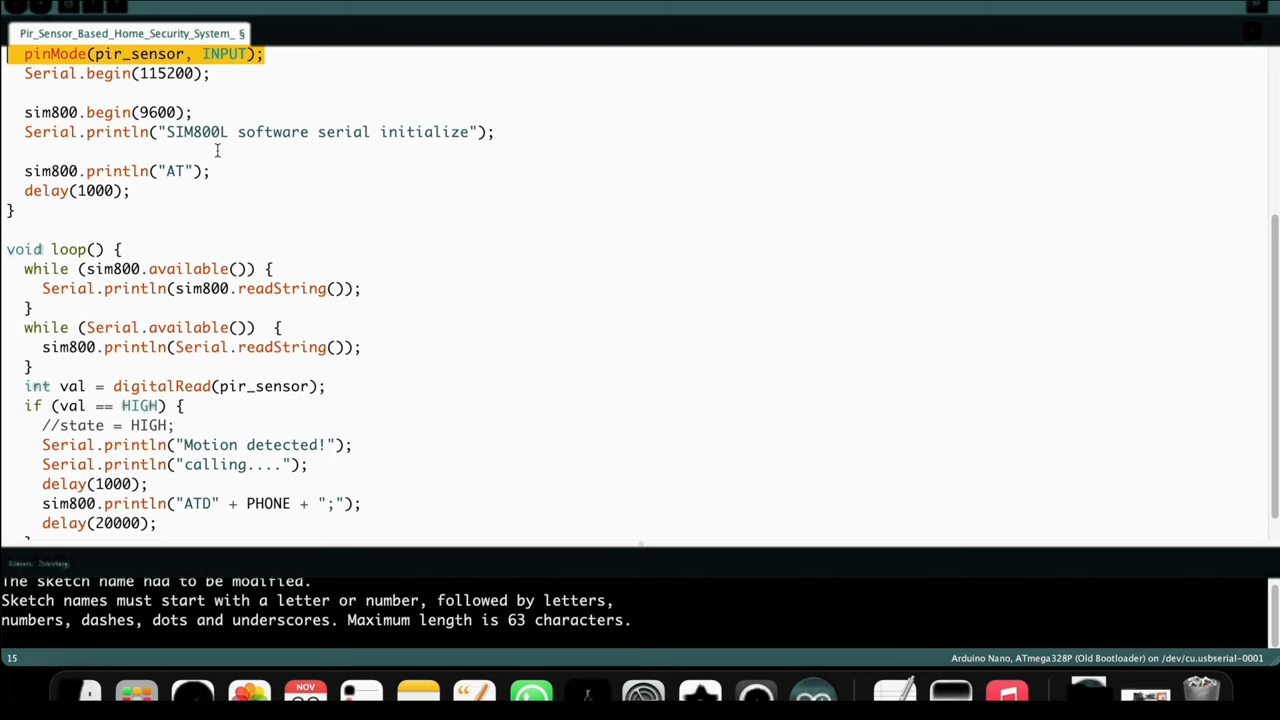 Pir_Sensor_Based_Home_Security_System_ §
pinMode(pir_sensor, INPUT);
Serial.begin(115200);
sim800.begin(9600);
Serial.println("SIM800L software serial initialize");
sim800.println("AT");
delay(1000);
}
void loop() {
while (sim800.available()) {
Serial.println(sim800.readString());
}
while (Serial.available())  {
sim800.println(Serial.readString());
}
int val = digitalRead(pir_sensor);
if (val == HIGH) {
//state = HIGH;
Serial.println("Motion detected!");
Serial.println("calling....");
delay(1000);
sim800.println("ATD" + PHONE + ";");
delay(20000);
The sketch name had to be modified.
Sketch names must start with a letter or number, followed by letters,
numbers, dashes, dots and underscores. Maximum length is 63 characters.
15
Arduino Nano, ATmega328P (Old Bootloader) on /dev/cu.usbserial-0001
NOV